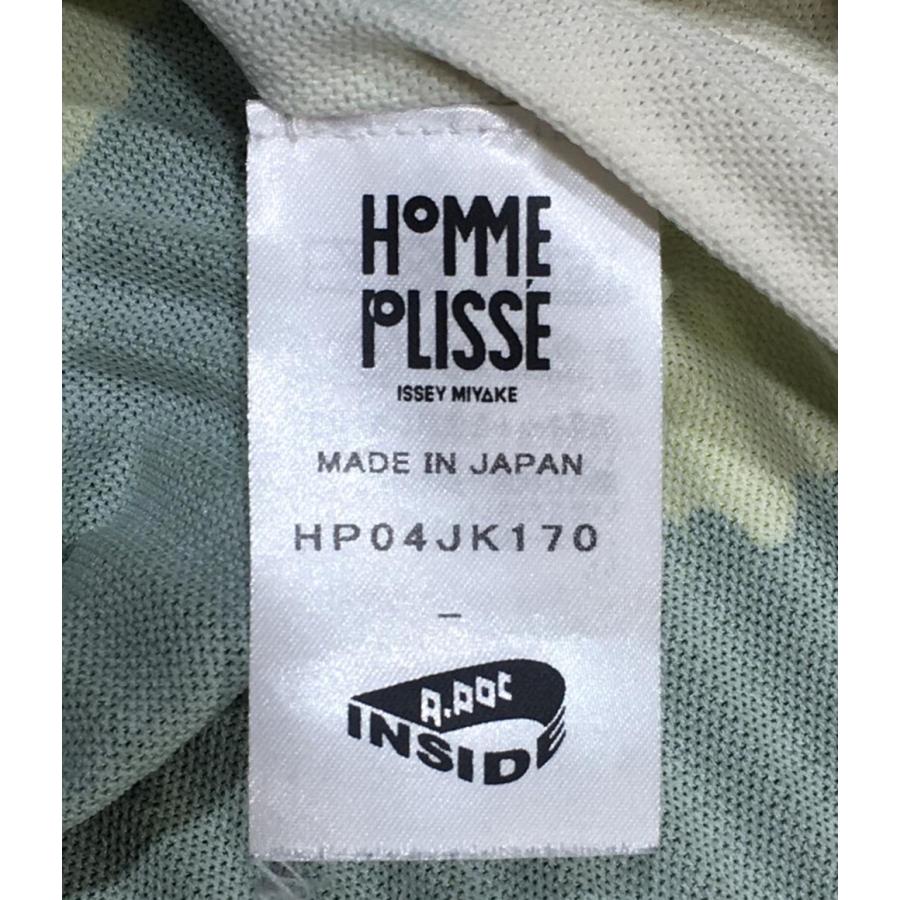 HOMME
PLISSÉ
ISSEY MIYAKE
MADE IN JAPAN
HP04JK170
–
A.POC
INSIDE